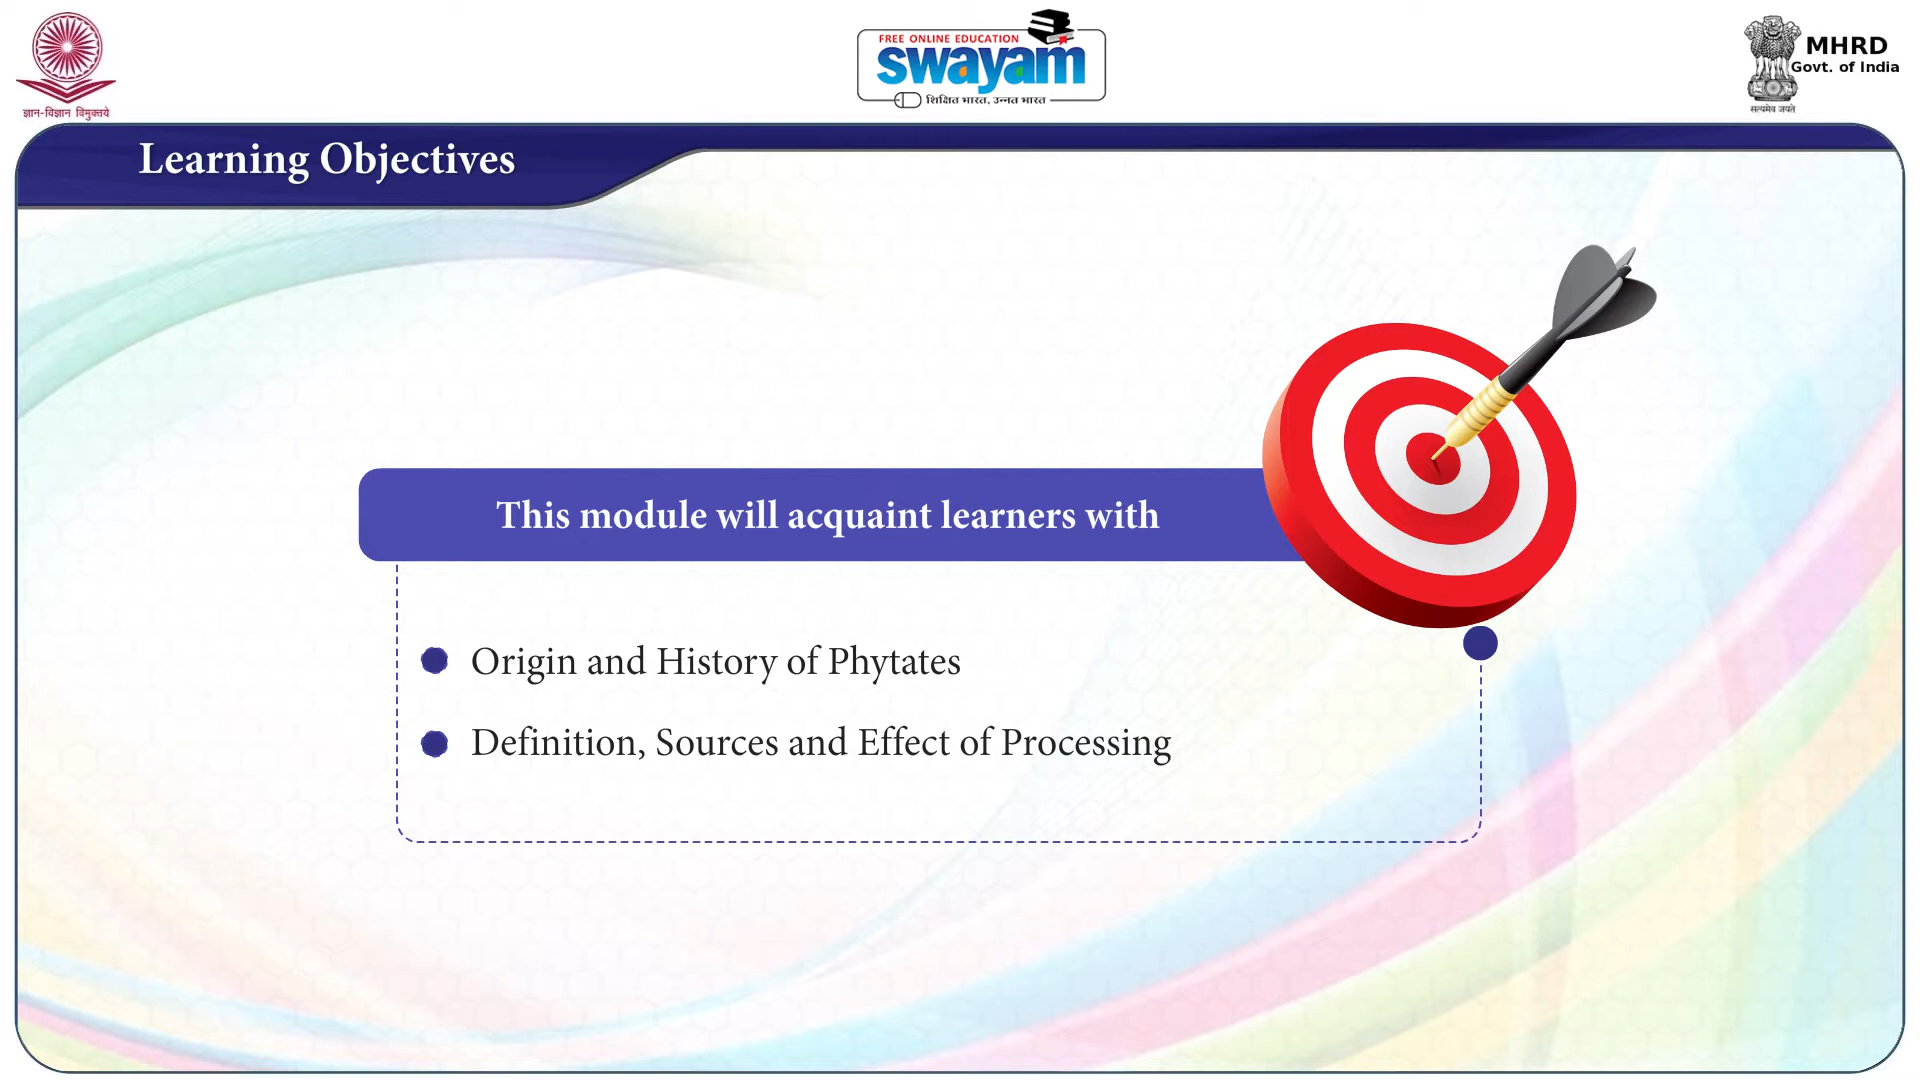 ज्ञान-विज्ञान विमुक्तये
FREE ONLINE EDUCATION
swayam
शिक्षित भारत, उन्नत भारत
सत्यमेव जयते
MHRD
Govt. of India
Learning Objectives
This module will acquaint learners with
Origin and History of Phytates
Definition, Sources and Effect of Processing